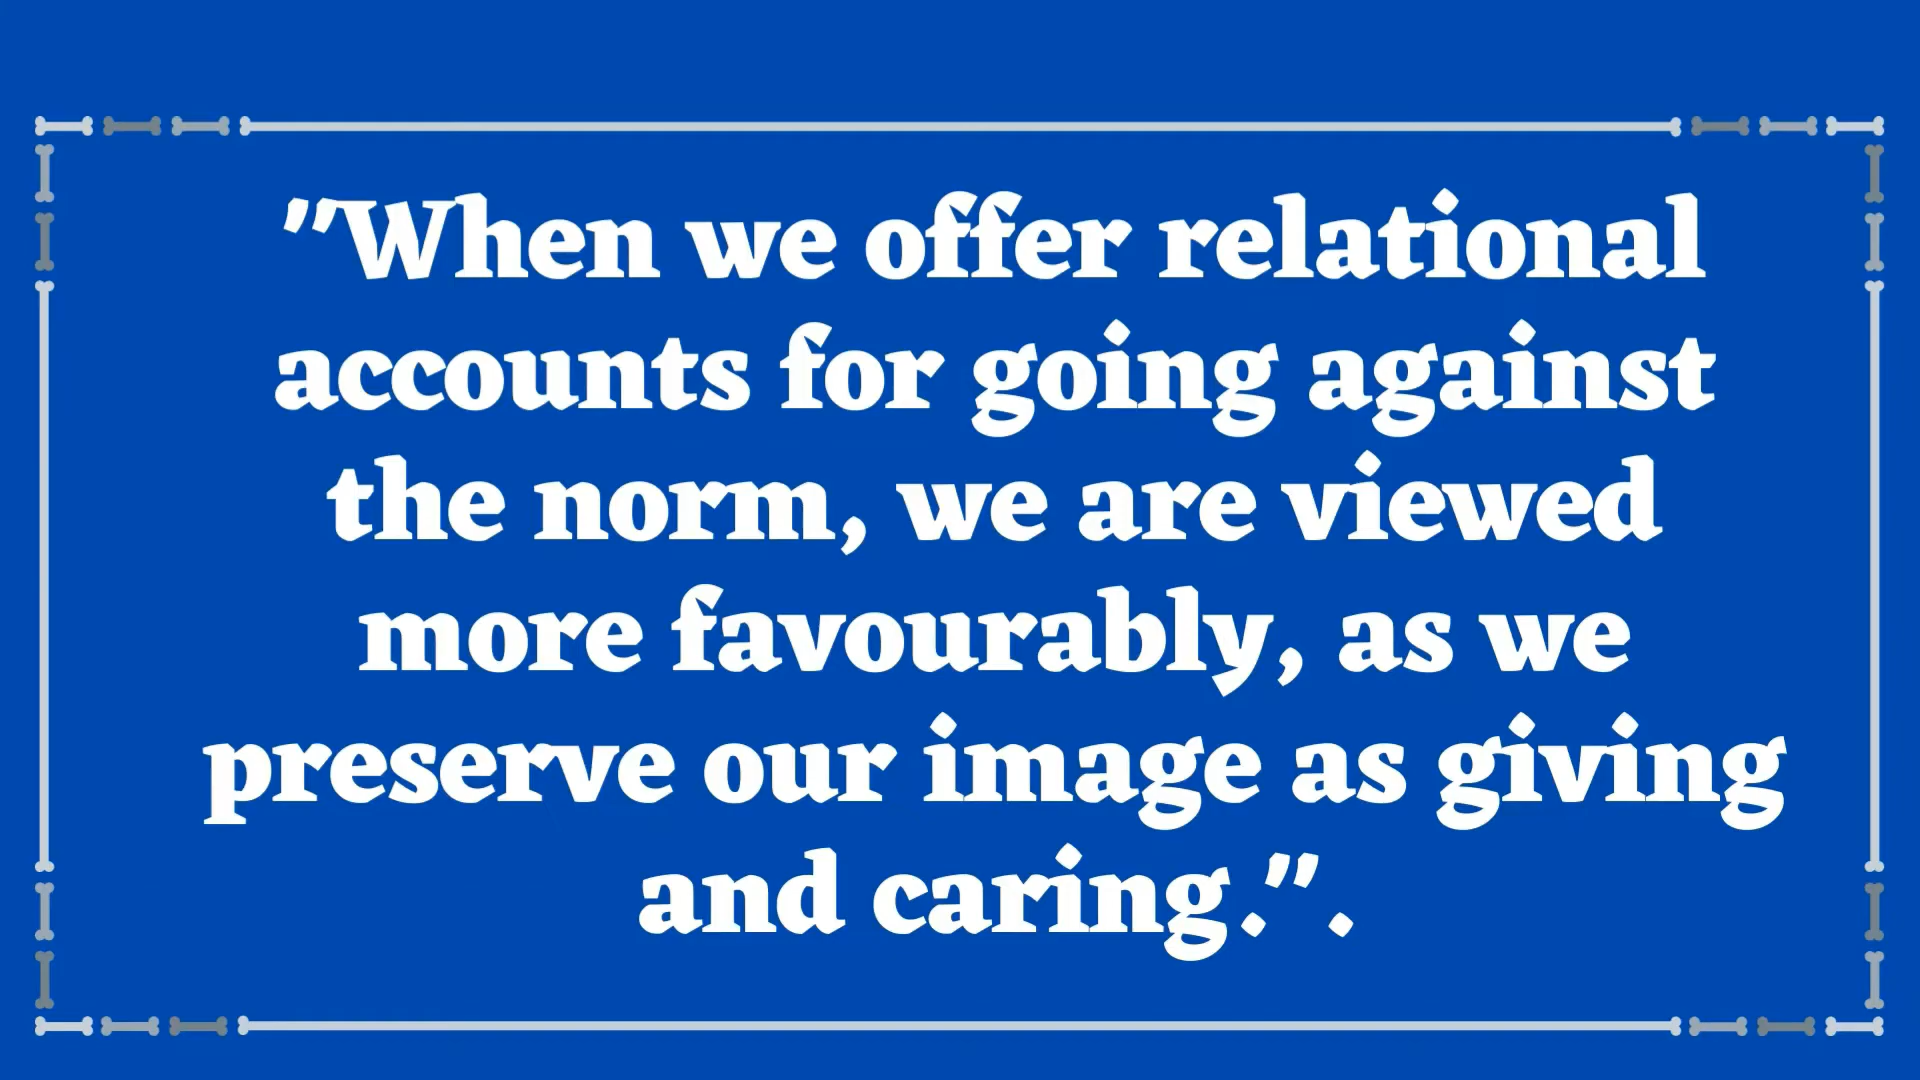 "When we offer relational
accounts for going against
the norm, we are viewed
more favourably, as we
preserve our image as giving
and caring.".